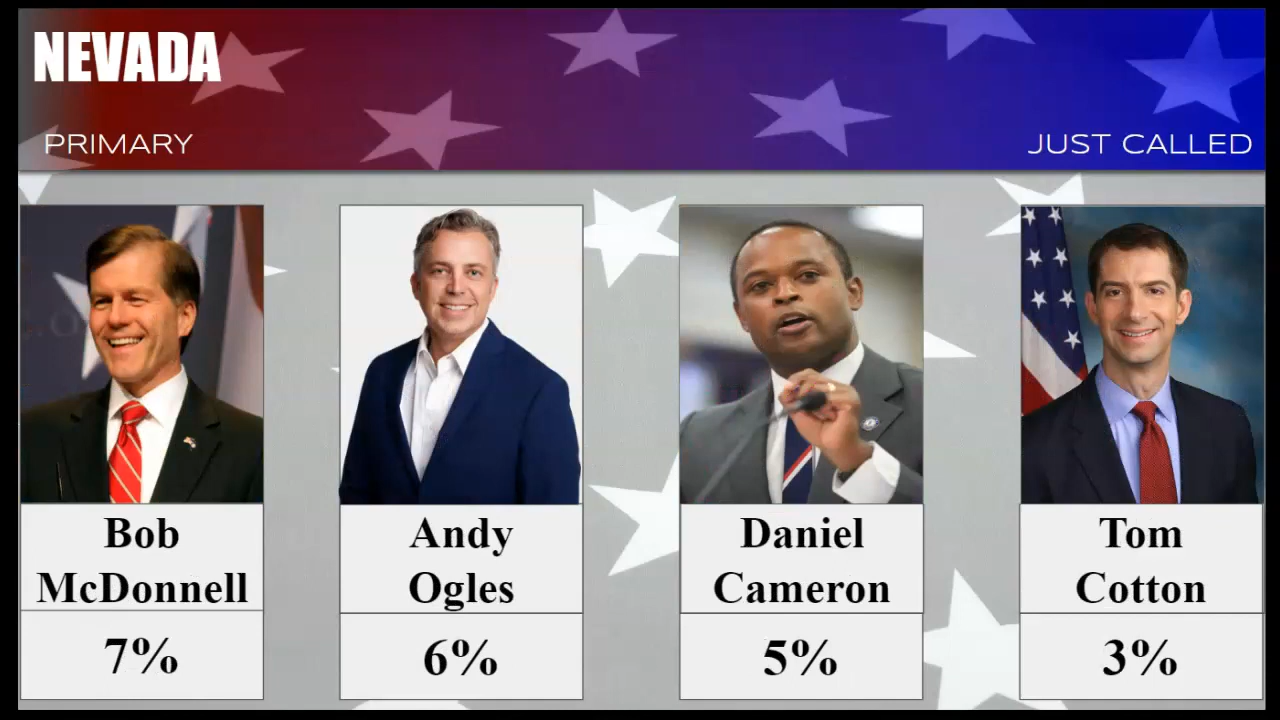 NEVADA
PRIMARY
JUST CALLED
Bob
McDonnell
7%
Andy
Ogles
6%
Daniel
Cameron
5%
Tom
Cotton
3%